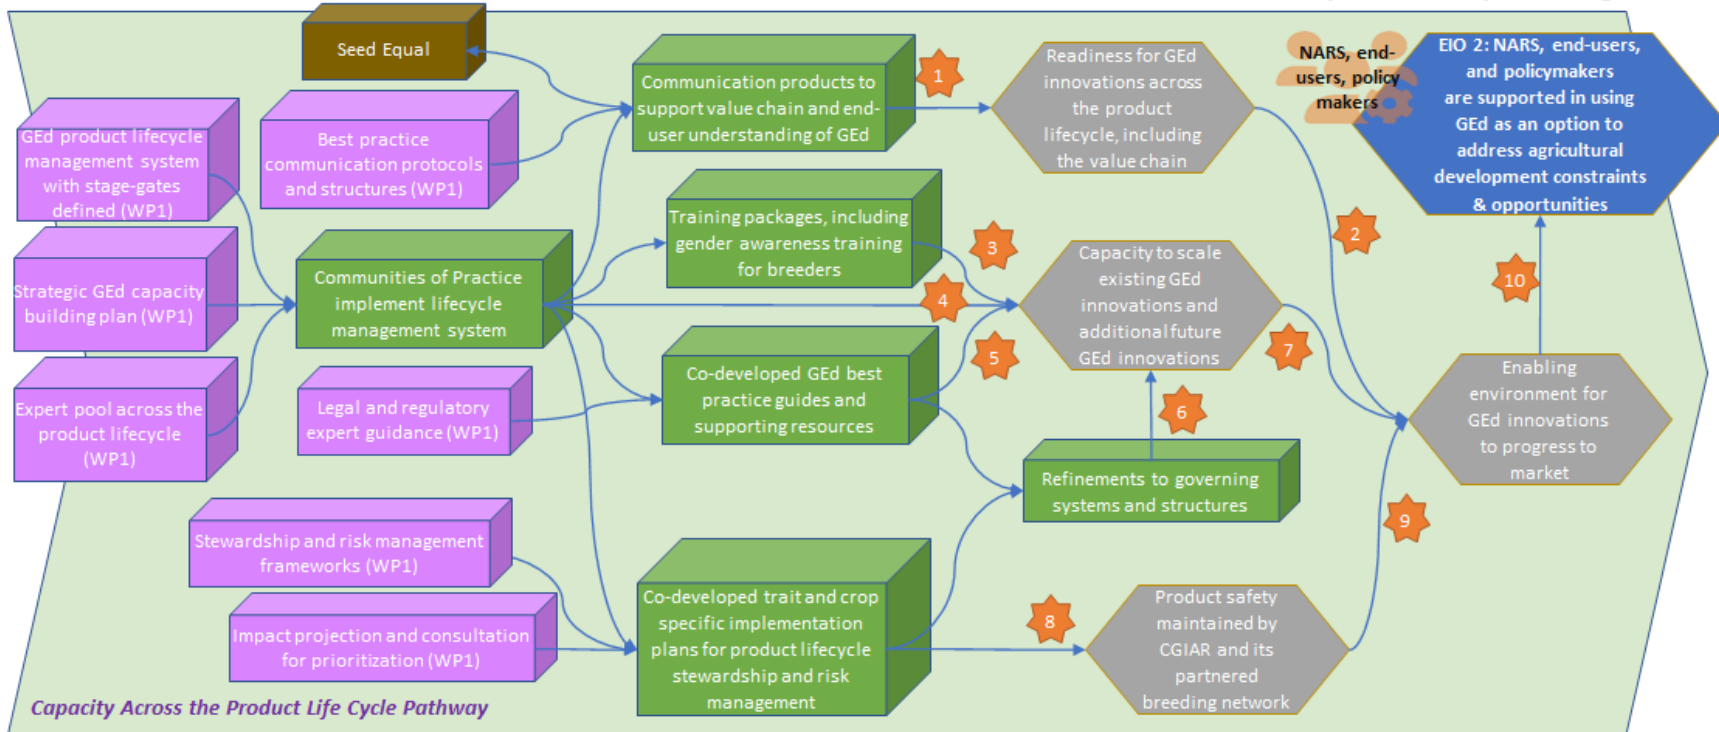 Seed Equal
GEd product lifecycle
management system
with stage-gates
defined (WP1)
Best practice
communication protocols
and structures (WP1)
Strategic GEd capacity
building plan (WP1)
Expert pool across the
product lifecycle
(WP1)
Communities of Practice
implement lifecycle
management system
Legal and regulatory
expert guidance (WP1)
Stewardship and risk management
frameworks (WP1)
Impact projection and consultation
for prioritization (WP1)
Capacity Across the Product Life Cycle Pathway
Communication products to
support value chain and end-
user understanding of GEd
Training packages, including
gender awareness training
for breeders
Co-developed GEd best
practice guides and
supporting resources
Co-developed trait and crop
specific implementation
plans for product lifecycle
stewardship and risk
management
1
3
4
5
6
8
Readiness for GEd
innovations across
the product
lifecycle, including
the value chain
Capacity to scale
existing GEd
innovations and
additional future
GEd innovations
Refinements to governing
systems and structures
Product safety
maintained by
CGIAR and its
partnered
breeding network
2
7
9
10
NARS, end-
users, policy
makers
EIO 2: NARS, end-users,
and policymakers
are supported in using
GEd as an option to
address agricultural
development constraints
& opportunities
Enabling
environment for
GEd innovations
to progress to
market